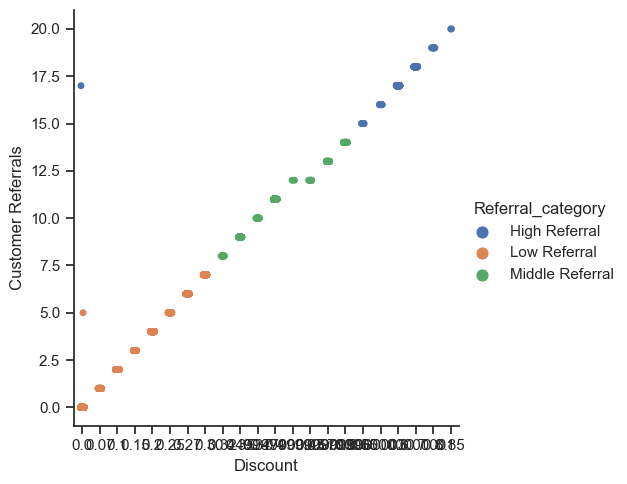 20.0
17.5
15.0
12.5
10.0
7.5
5.0
2.5
0.0
Customer Referrals
Referral_category
High Referral
Low Referral
Middle Referral
0.0 0.07 0.1 0.15 0.2 0.25 0.27 0.3
Discount